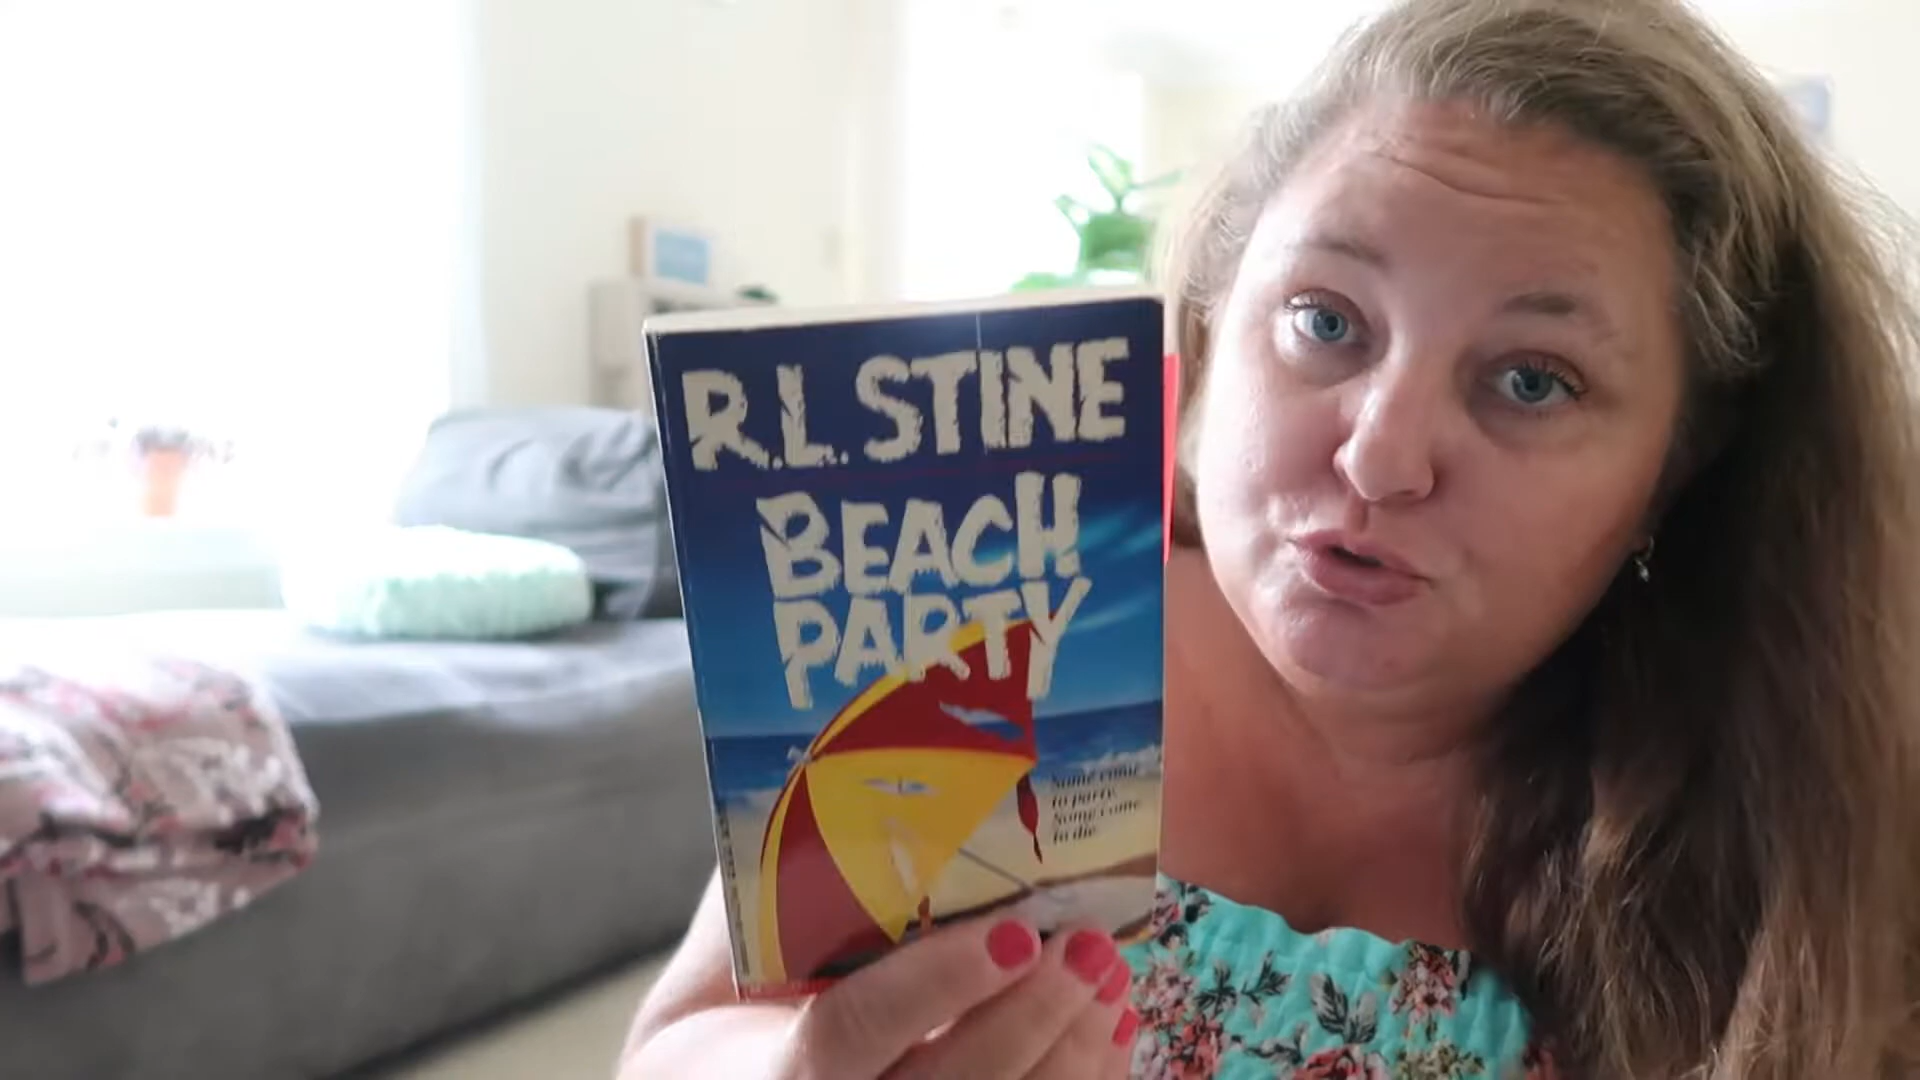 R.L. STINE
BEACH
PARTY
Some come
to party.
Some come
to die.